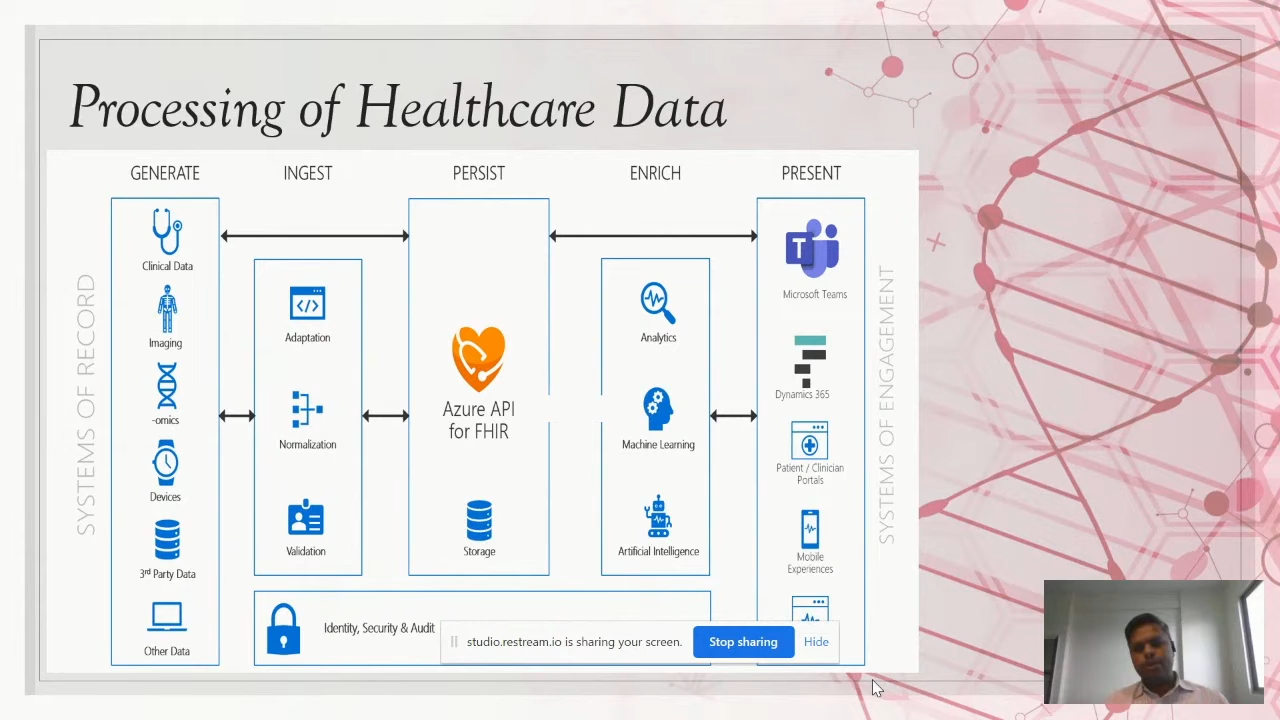 Processing of Healthcare Data
GENERATE
INGEST
PERSIST
ENRICH
PRESENT
SYSTEMS OF RECORD
Clinical Data
Imaging
-omics
Devices
3rd Party Data
Other Data
Adaptation
Normalization
Validation
Azure API
for FHIR
Storage
Analytics
Machine Learning
Artificial Intelligence
T
Microsoft Teams
Dynamics 365
Patient / Clinician
Portals
Mobile
Experiences
SYSTEMS OF ENGAGEMENT
Identity, Security & Audit
studio.restream.io is sharing your screen.
Stop sharing
Hide